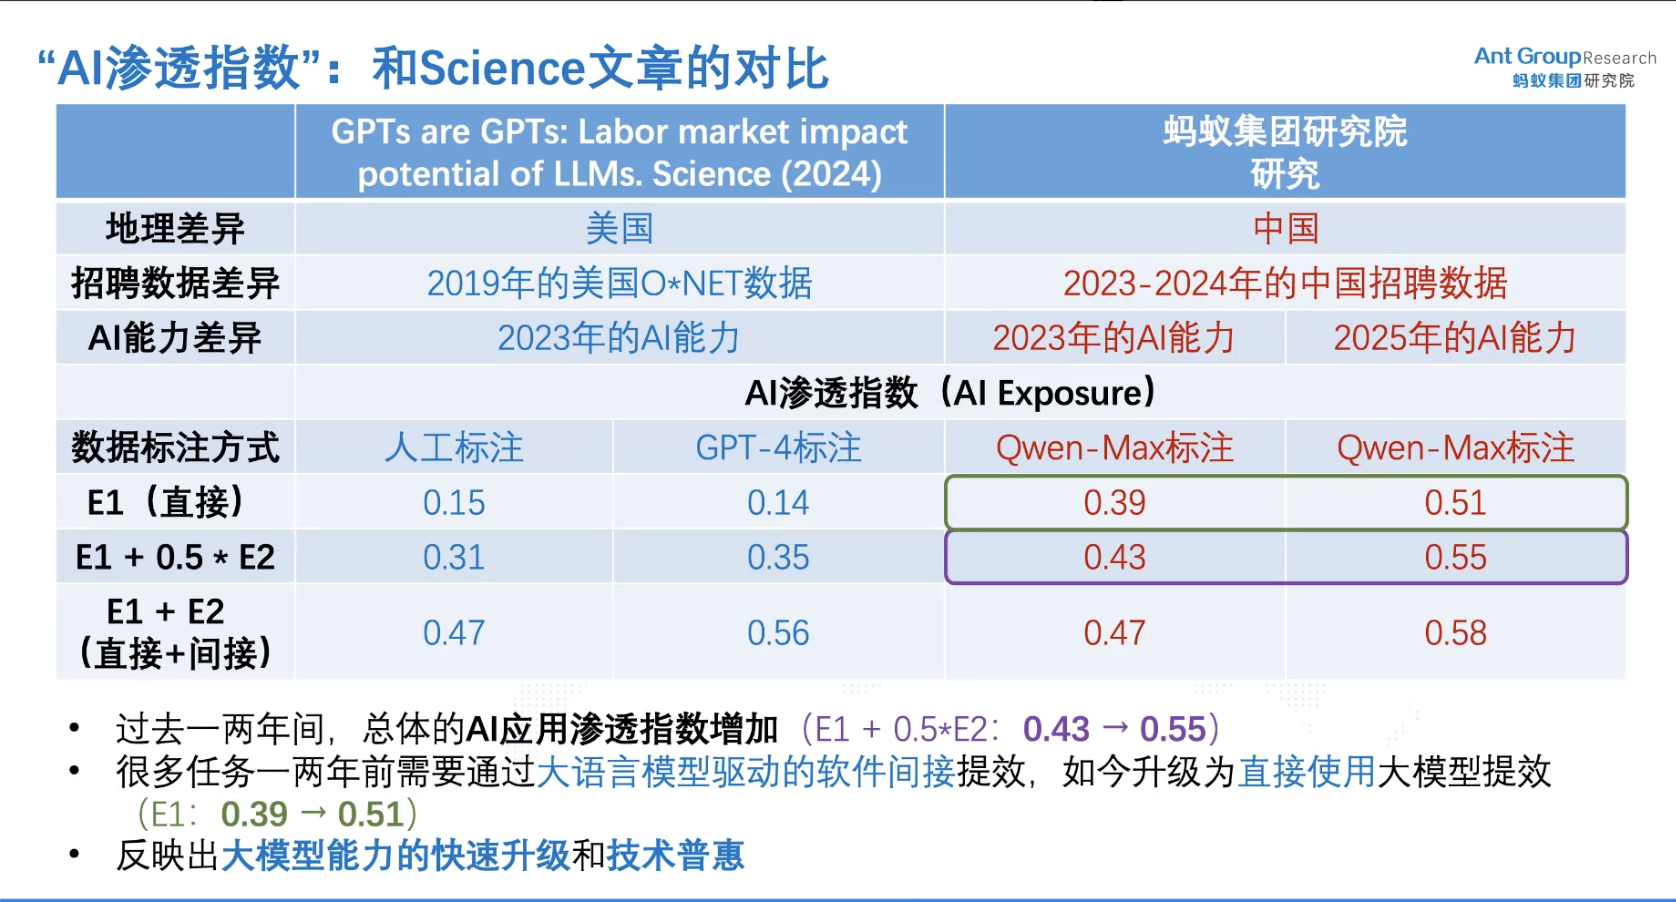 “AI渗透指数”：和Science文章的对比
Ant Group Research
蚂蚁集团研究院
GPTs are GPTs: Labor market impact
potential of LLMs. Science (2024)
蚂蚁集团研究院
研究
地理差异 美国 中国
招聘数据差异 2019年的美国O*NET数据 2023-2024年的中国招聘数据
AI能力差异 2023年的AI能力 2023年的AI能力 2025年的AI能力
AI渗透指数（AI Exposure）
数据标注方式 人工标注 GPT-4标注 Qwen-Max标注 Qwen-Max标注
E1（直接） 0.15 0.14 0.39 0.51
E1 + 0.5 * E2 0.31 0.35 0.43 0.55
E1 + E2
（直接+间接） 0.47 0.56 0.47 0.58
• 过去一两年间，总体的AI应用渗透指数增加（E1 + 0.5*E2：0.43 → 0.55）
• 很多任务一两年前需要通过大语言模型驱动的软件间接提效，如今升级为直接使用大模型提效
（E1：0.39 → 0.51）
• 反映出大模型能力的快速升级和技术普惠